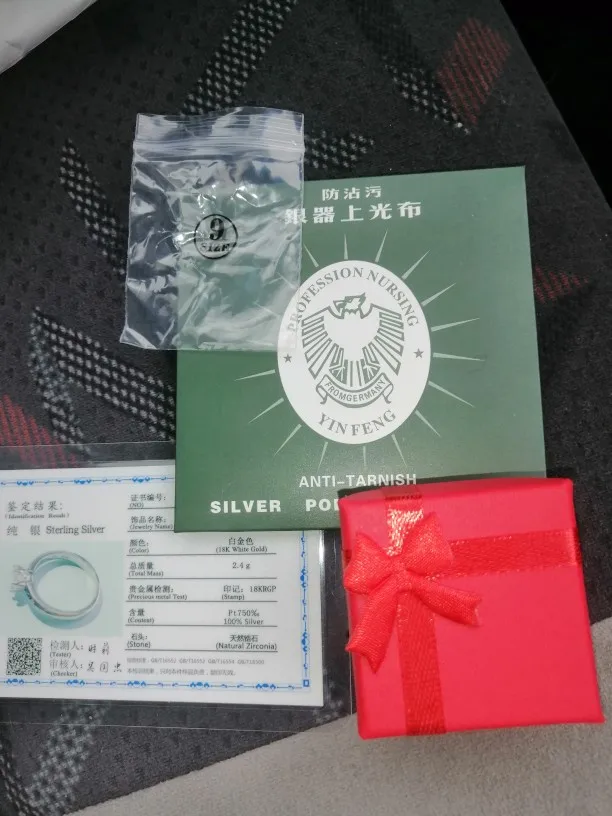 9
SIZE
防沾污
銀器上光布
PROFESSION NURSING
FROMGERMANY
YIN FENG
ANTI-TARNISH
SILVER
鉴定结果:
(Identification Result)
纯 银 Sterling Silver
证书编号:
(NO)
饰品名称:
(Jewelry Name)
颜色:
(Color)
白金色
(18K White Gold)
总质量
(Total Mass)
2.4 g
贵金属检测:
(Precious metal Test)
印记: 18KRGP
(Stamp)
含量
(Content)
Pt750‰
100% Silver
石头:
(Stone)
天然锆石
(Natural Zirconia)
检测人:
(Tester)
审核人:
(Checker)